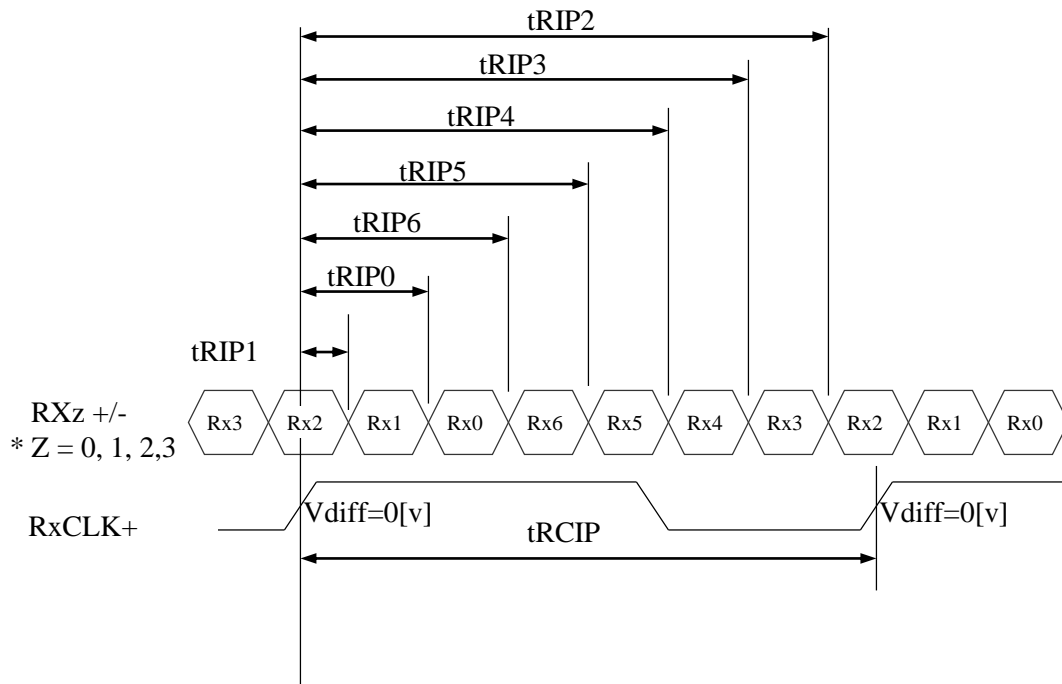 tRIP2
tRIP3
tRIP4
tRIP5
tRIP6
tRIP0
tRIP1
RXz +/-
* Z = 0, 1, 2,3
Rx3 Rx2 Rx1 Rx0 Rx6 Rx5 Rx4 Rx3 Rx2 Rx1 Rx0
RxCLK+
Vdiff=0[v] Vdiff=0[v]
tRCIP